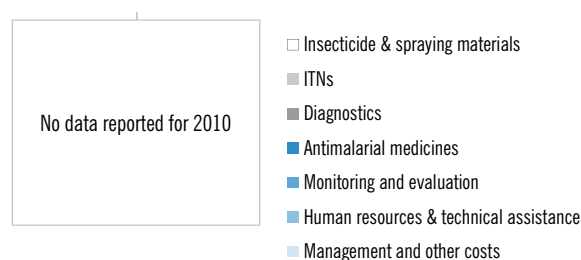 No data reported for 2010
Insecticide & spraying materials
ITNs
Diagnostics
Antimalarial medicines
Monitoring and evaluation
Human resources & technical assistance
Management and other costs